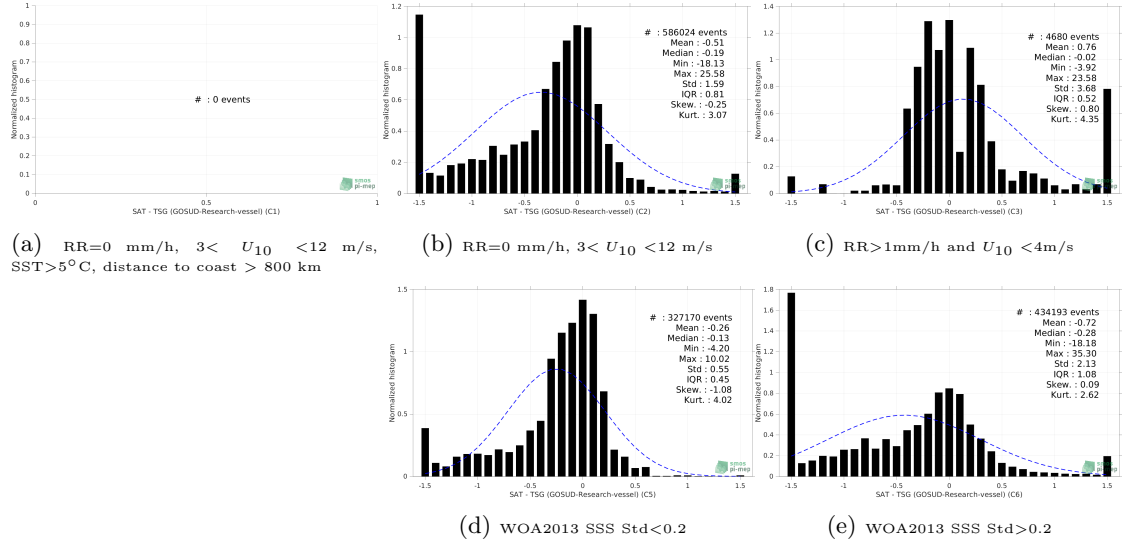 1
0.9
0.8
0.7
0.6
0.5
0.4
0.3
0.2
0.1
0
Normalized histogram
# : 0 events
smos
pi-mep
0 0.5 1
SAT - TSG (GOSUD-Research-vessel) (C1)
(a) RR=0 mm/h, 3< U10 <12 m/s,
SST>5°C, distance to coast > 800 km
1.2
1
0.8
0.6
0.4
0.2
0
Normalized histogram
# : 586024 events
Mean : -0.51
Median : -0.19
Min : -18.13
Max : 25.58
Std : 1.59
IQR : 0.81
Skew. : -0.25
Kurt. : 3.07
smos
pi-mep
-1.5 -1 -0.5 0 0.5 1 1.5
SAT - TSG (GOSUD-Research-vessel) (C2)
(b) RR=0 mm/h, 3< U10 <12 m/s
1.4
1.2
1
0.8
0.6
0.4
0.2
0
Normalized histogram
# : 4680 events
Mean : 0.76
Median : -0.02
Min : -3.92
Max : 23.58
Std : 3.68
IQR : 0.52
Skew. : 0.80
Kurt. : 4.35
smos
pi-mep
-1.5 -1 -0.5 0 0.5 1 1.5
SAT - TSG (GOSUD-Research-vessel) (C3)
(c) RR>1mm/h and U10 <4m/s
1.5
1
0.5
0
Normalized histogram
# : 327170 events
Mean : -0.26
Median : -0.13
Min : -4.20
Max : 10.02
Std : 0.55
IQR : 0.45
Skew. : -1.08
Kurt. : 4.02
smos
pi-mep
-1.5 -1 -0.5 0 0.5 1 1.5
SAT - TSG (GOSUD-Research-vessel) (C5)
(d) WOA2013 SSS Std<0.2
1.8
1.6
1.4
1.2
1
0.8
0.6
0.4
0.2
0
Normalized histogram
# : 434193 events
Mean : -0.72
Median : -0.28
Min : -18.18
Max : 35.30
Std : 2.13
IQR : 1.08
Skew. : 0.09
Kurt. : 2.62
smos
pi-mep
-1.5 -1 -0.5 0 0.5 1 1.5
SAT - TSG (GOSUD-Research-vessel) (C6)
(e) WOA2013 SSS Std>0.2